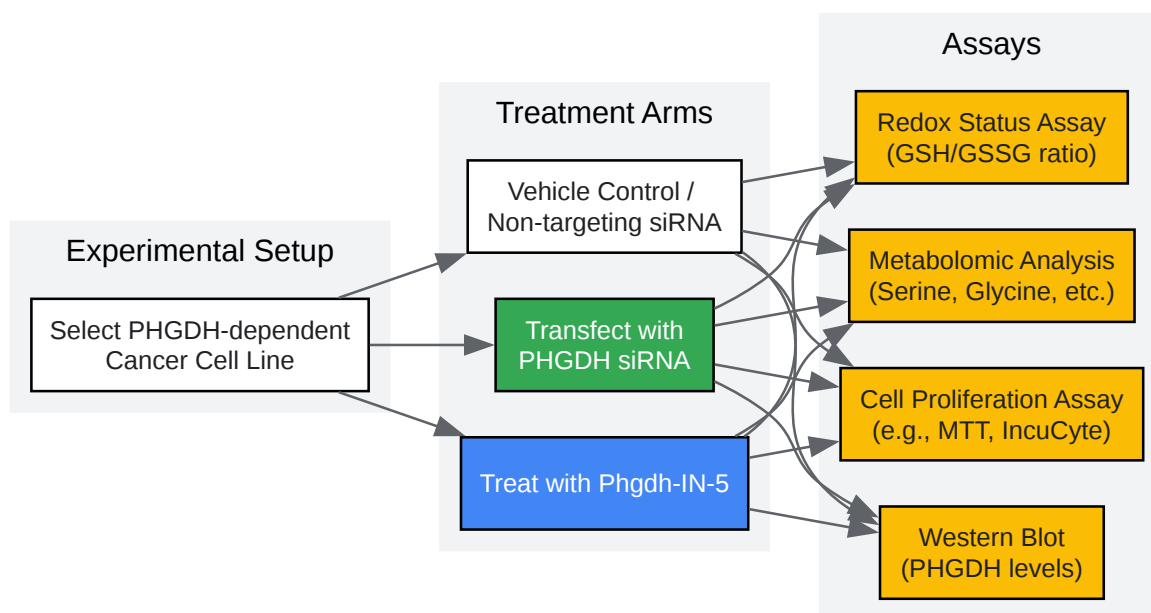 Experimental Setup
Select PHGDH-dependent
Cancer Cell Line
Treatment Arms
Vehicle Control /
Non-targeting siRNA
Transfect with
PHGDH siRNA
Treat with Phgdh-IN-5
Assays
Redox Status Assay
(GSH/GSSG ratio)
Metabolomic Analysis
(Serine, Glycine, etc.)
Cell Proliferation Assay
(e.g., MTT, IncuCyte)
Western Blot
(PHGDH levels)